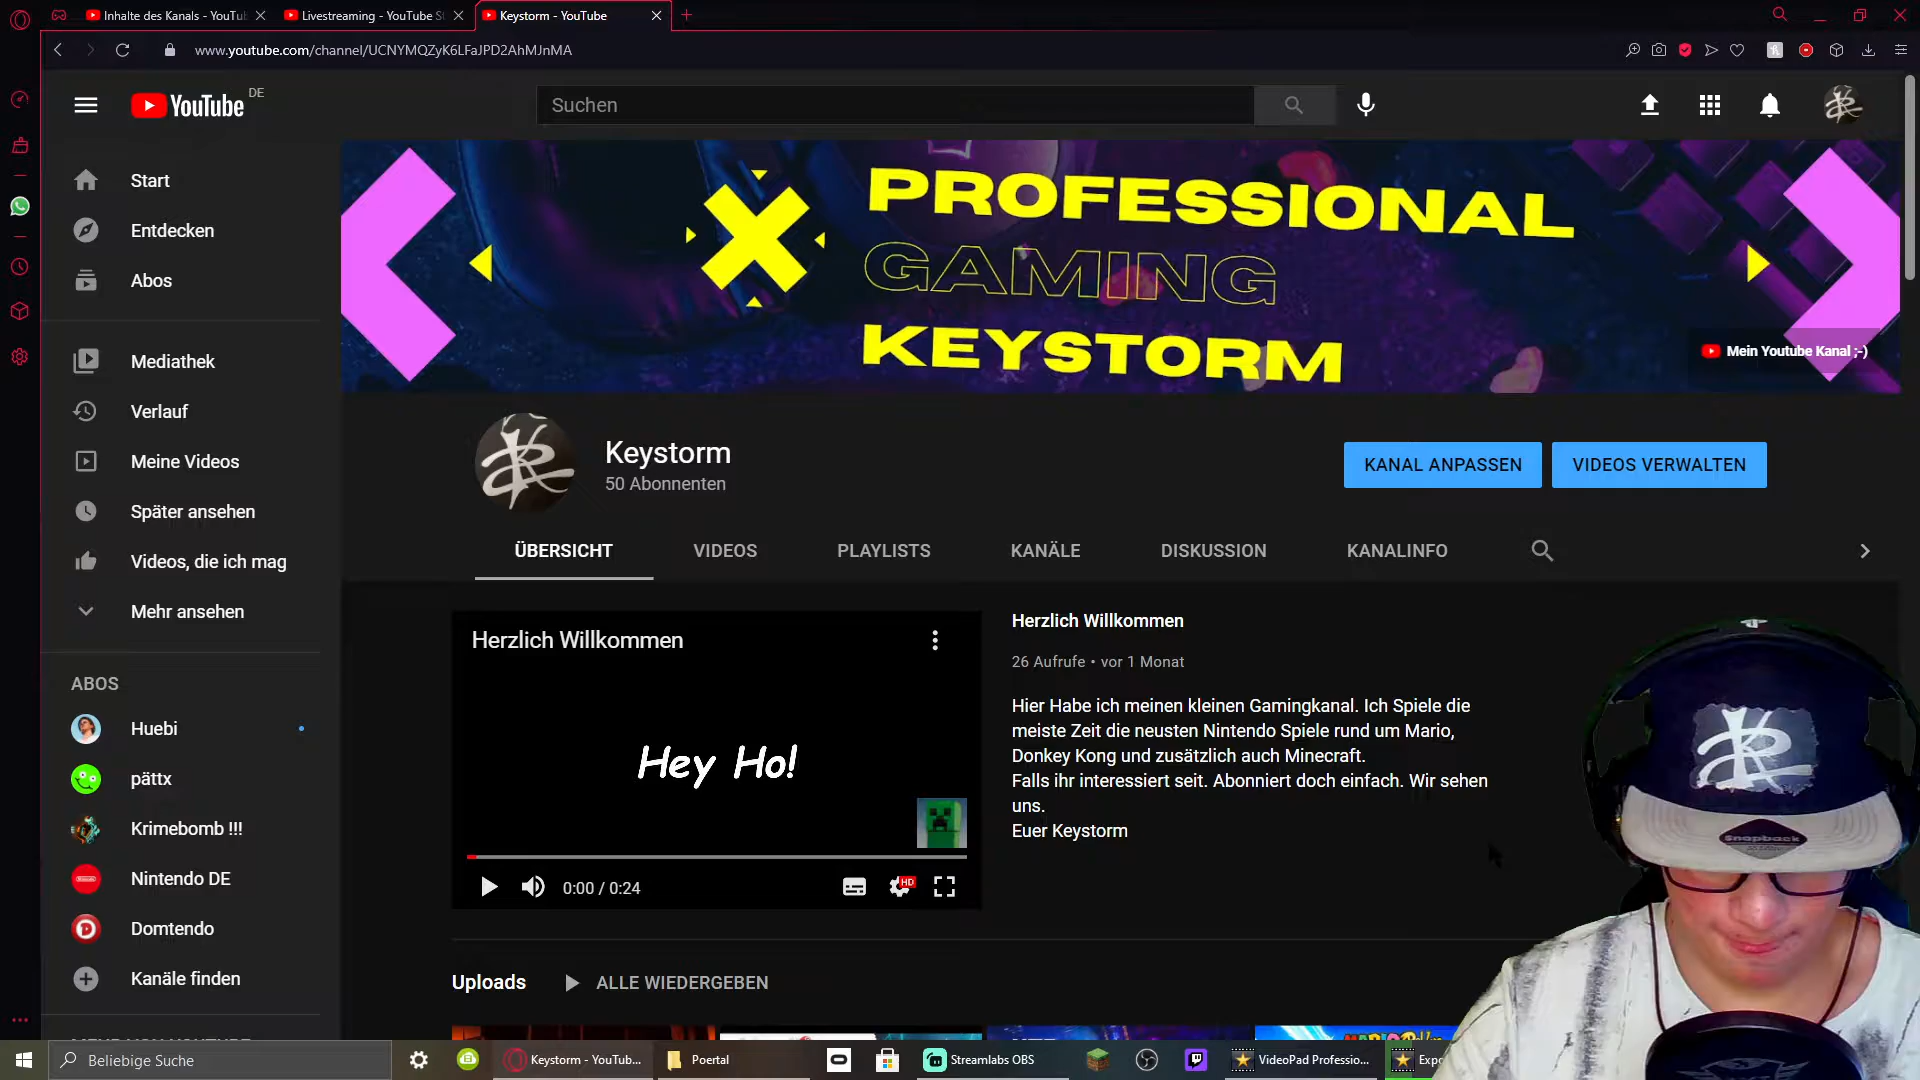 Inhalte des Kanals - YouTu
Livestreaming - YouTube S
Keystorm - YouTube
www.youtube.com/channel/UCNYMQZyK6LFaJPD2AhMJnMA
YouTube DE
Suchen
Start
Entdecken
Abos
Mediathek
Verlauf
Meine Videos
Später ansehen
Videos, die ich mag
Mehr ansehen
ABOS
Huebi
pättx
Krimebomb !!!
Nintendo DE
Domtendo
Kanäle finden
PROFESSIONAL
GAMING
KEYSTORM
Mein Youtube Kanal ;-)
Keystorm
50 Abonnenten
KANAL ANPASSEN
VIDEOS VERWALTEN
ÜBERSICHT
VIDEOS
PLAYLISTS
KANÄLE
DISKUSSION
KANALINFO
Herzlich Willkommen
Hey Ho!
0:00 / 0:24
HD
Herzlich Willkommen
26 Aufrufe • vor 1 Monat
Hier Habe ich meinen kleinen Gamingkanal. Ich Spiele die
meiste Zeit die neusten Nintendo Spiele rund um Mario,
Donkey Kong und zusätzlich auch Minecraft.
Falls ihr interessiert seit. Abonniert doch einfach. Wir sehen
uns.
Euer Keystorm
Snapback
Uploads
ALLE WIEDERGEBEN
Beliebige Suche
Keystorm - YouTub...
Poertal
Streamlabs OBS
VideoPad Professio...
Exp